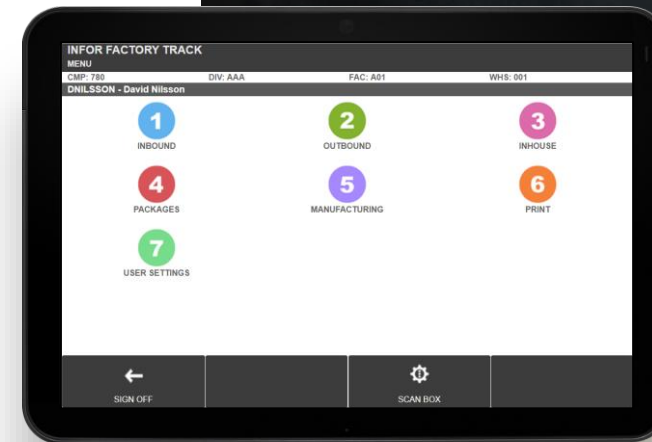 INFOR FACTORY TRACK
MENU
CMP: 780 DIV: AAA FAC: A01 WHS: 001
DNILSSON - David Nilsson
1 2 3
INBOUND OUTBOUND INHOUSE
4 5 6
PACKAGES MANUFACTURING PRINT
7
USER SETTINGS
SIGN OFF SCAN BOX